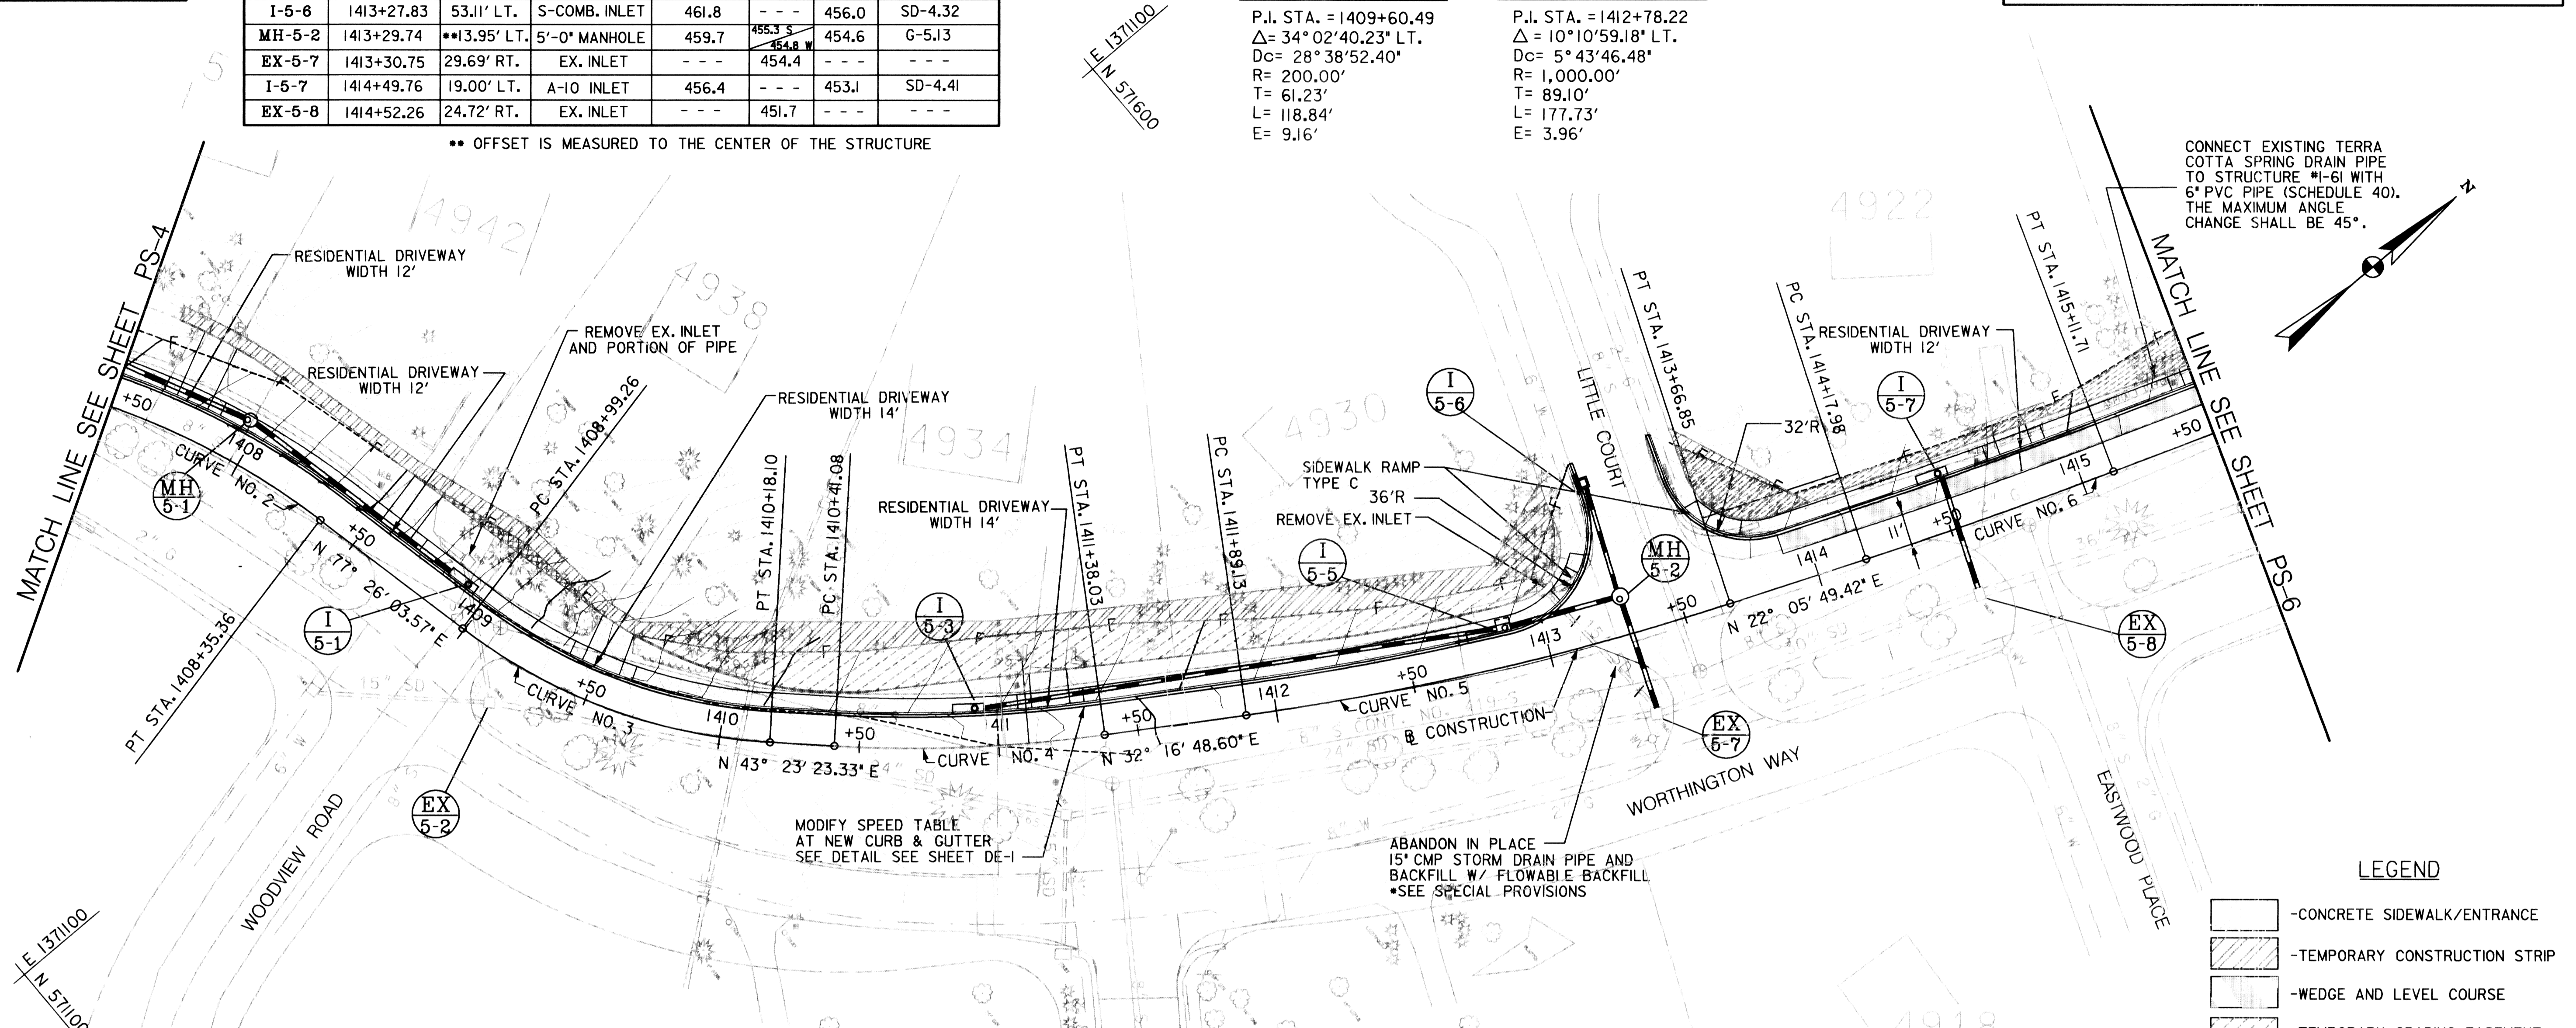 I-5-6 1413+27.83 53.11' LT. S-COMB. INLET 461.8 - - - 456.0 SD-4.32
MH-5-2 1413+29.74 **13.95' LT. 5'-0" MANHOLE 459.7 455.3 S 454.8 W 454.6 G-5.13
EX-5-7 1413+30.75 29.69' RT. EX. INLET - - - 454.4 - - - - - -
I-5-7 1414+49.76 19.00' LT. A-10 INLET 456.4 - - - 453.1 SD-4.41
EX-5-8 1414+52.26 24.72' RT. EX. INLET - - - 451.7 - - - - - -
** OFFSET IS MEASURED TO THE CENTER OF THE STRUCTURE
E 1371100
N 571600
P.I. STA. = 1409+60.49
Δ= 34° 02'40.23" LT.
Dc= 28° 38'52.40"
R= 200.00'
T= 61.23'
L= 118.84'
E= 9.16'
P.I. STA. = 1412+78.22
Δ = 10°10'59.18" LT.
Dc= 5°43'46.48"
R= 1,000.00'
T= 89.10'
L= 177.73'
E= 3.96'
CONNECT EXISTING TERRA
COTTA SPRING DRAIN PIPE
TO STRUCTURE #I-61 WITH
6" PVC PIPE (SCHEDULE 40).
THE MAXIMUM ANGLE
CHANGE SHALL BE 45°.
N
5
4942
4938
4934
4930
4922
4918
MATCH LINE SEE SHEET PS-4
MATCH LINE SEE SHEET PS-6
RESIDENTIAL DRIVEWAY
WIDTH 12'
RESIDENTIAL DRIVEWAY
WIDTH 12'
REMOVE EX. INLET
AND PORTION OF PIPE
RESIDENTIAL DRIVEWAY
WIDTH 14'
RESIDENTIAL DRIVEWAY
WIDTH 14'
RESIDENTIAL DRIVEWAY
WIDTH 12'
SIDEWALK RAMP
TYPE C
36'R
REMOVE EX. INLET
32'R
11'
LITTLE COURT
PT STA. 1408+35.36
PC STA. 1408+99.26
PT STA. 1410+18.10
PC STA. 1410+41.08
PT STA. 1411+38.03
PC STA. 1411+89.13
PT STA. 1413+66.85
PC STA. 1414+17.98
PT STA. 1415+11.71
+50
1408
+50
1409
+50
1410
+50
1411
+50
1412
+50
1413
+50
1414
+50
1415
+50
CURVE NO. 2
CURVE NO. 3
CURVE NO. 4
CURVE NO. 5
CURVE NO. 6
N 77° 26' 03.57" E
N 43° 23' 23.33" E
N 32° 16' 48.60" E
N 22° 05' 49.42" E
MH 5-1
I 5-1
EX 5-2
I 5-3
I 5-5
I 5-6
MH 5-2
EX 5-7
I 5-7
EX 5-8
15" SD
24" SD
36"
2" G
6" W
8" S
8" W
2" G
8" S 2" G
6" W
B CONSTRUCTION
WOODVIEW ROAD
WORTHINGTON WAY
EASTWOOD PLACE
MODIFY SPEED TABLE
AT NEW CURB & GUTTER
SEE DETAIL SEE SHEET DE-1
ABANDON IN PLACE
15" CMP STORM DRAIN PIPE AND
BACKFILL W/ FLOWABLE BACKFILL
*SEE SPECIAL PROVISIONS
E 1371100
N 571100
LEGEND
-CONCRETE SIDEWALK/ENTRANCE
-TEMPORARY CONSTRUCTION STRIP
-WEDGE AND LEVEL COURSE